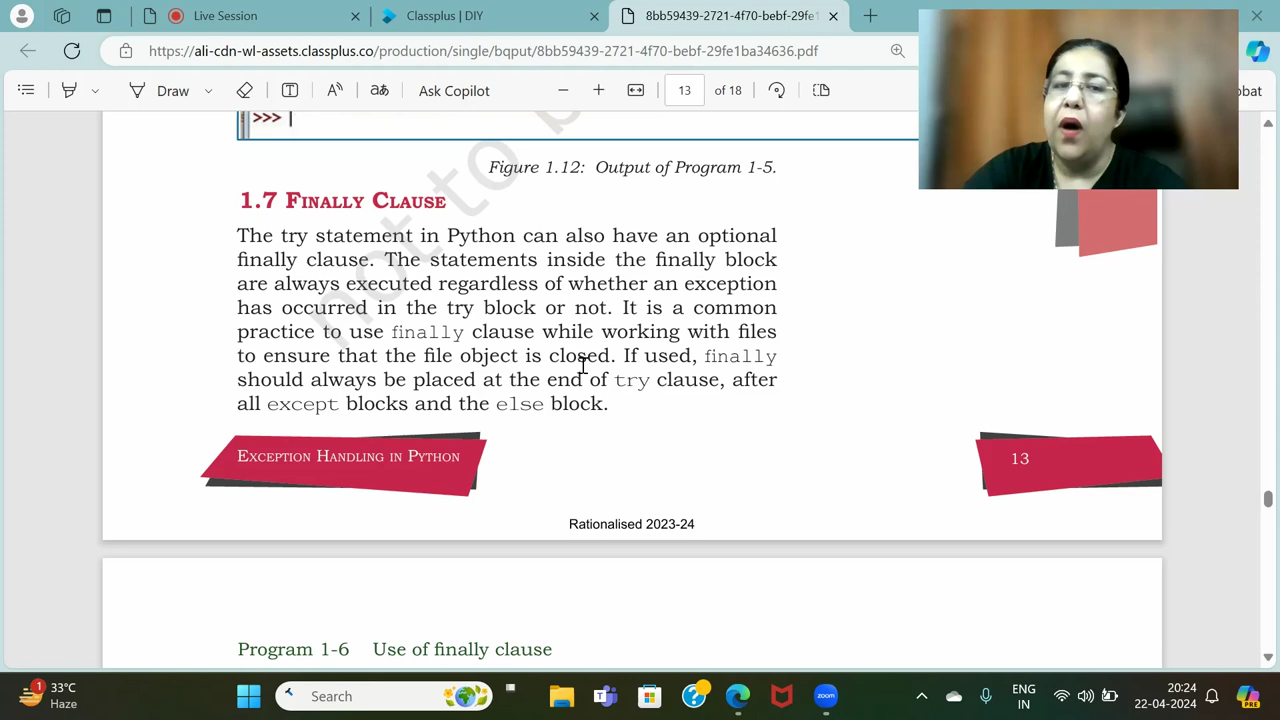 Live Session
Classplus | DIY
8bb59439-2721-4f70-bebf-29fe1
https://ali-cdn-wl-assets.classplus.co/production/single/bqput/8bb59439-2721-4f70-bebf-29fe1ba34636.pdf
Draw
Ask Copilot
13 of 18
bat
>>>
Figure 1.12: Output of Program 1-5.
not to b
1.7 FINALLY CLAUSE
The try statement in Python can also have an optional
finally clause. The statements inside the finally block
are always executed regardless of whether an exception
has occurred in the try block or not. It is a common
practice to use finally clause while working with files
to ensure that the file object is closed. If used, finally
should always be placed at the end of try clause, after
all except blocks and the else block.
EXCEPTION HANDLING IN PYTHON
13
Rationalised 2023-24
Program 1-6 Use of finally clause
1
33°C
Haze
Search
zoom
ENG
IN
20:24
22-04-2024
PRE